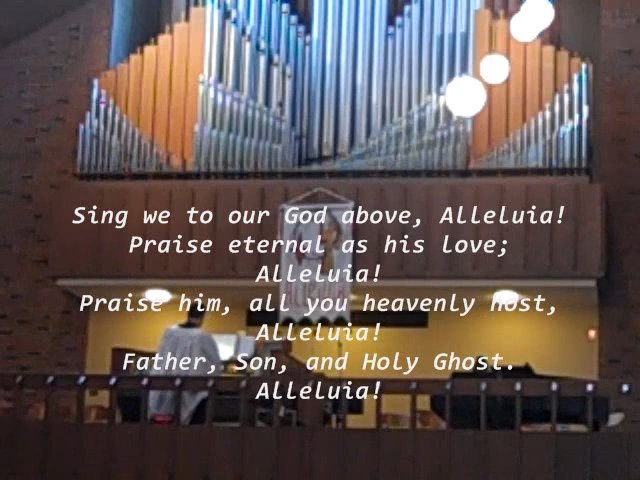 Sing we to our God above, Alleluia!
Praise eternal as his love;
Alleluia!
Praise him, all you heavenly host,
Alleluia!
Father, Son, and Holy Ghost.
Alleluia!